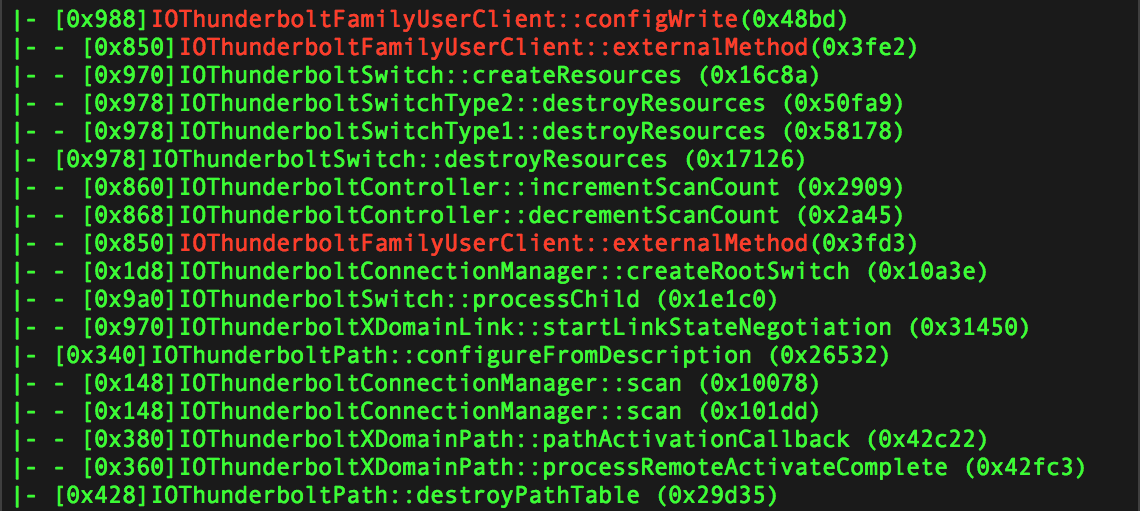 |- [0x988]IOThunderboltFamilyUserClient::configWrite(0x48bd)
|- - [0x850]IOThunderboltFamilyUserClient::externalMethod(0x3fe2)
|- - [0x970]IOThunderboltSwitch::createResources (0x16c8a)
|- - [0x978]IOThunderboltSwitchType2::destroyResources (0x50fa9)
|- - [0x978]IOThunderboltSwitchType1::destroyResources (0x58178)
|- [0x978]IOThunderboltSwitch::destroyResources (0x17126)
|- - [0x860]IOThunderboltController::incrementScanCount (0x2909)
|- - [0x868]IOThunderboltController::decrementScanCount (0x2a45)
|- - [0x850]IOThunderboltFamilyUserClient::externalMethod(0x3fd3)
|- - [0x1d8]IOThunderboltConnectionManager::createRootSwitch (0x10a3e)
|- - [0x9a0]IOThunderboltSwitch::processChild (0x1e1c0)
|- - [0x970]IOThunderboltXDomainLink::startLinkStateNegotiation (0x31450)
|- [0x340]IOThunderboltPath::configureFromDescription (0x26532)
|- - [0x148]IOThunderboltConnectionManager::scan (0x10078)
|- - [0x148]IOThunderboltConnectionManager::scan (0x101dd)
|- - [0x380]IOThunderboltXDomainPath::pathActivationCallback (0x42c22)
|- - [0x360]IOThunderboltXDomainPath::processRemoteActivateComplete (0x42fc3)
|- [0x428]IOThunderboltPath::destroyPathTable (0x29d35)